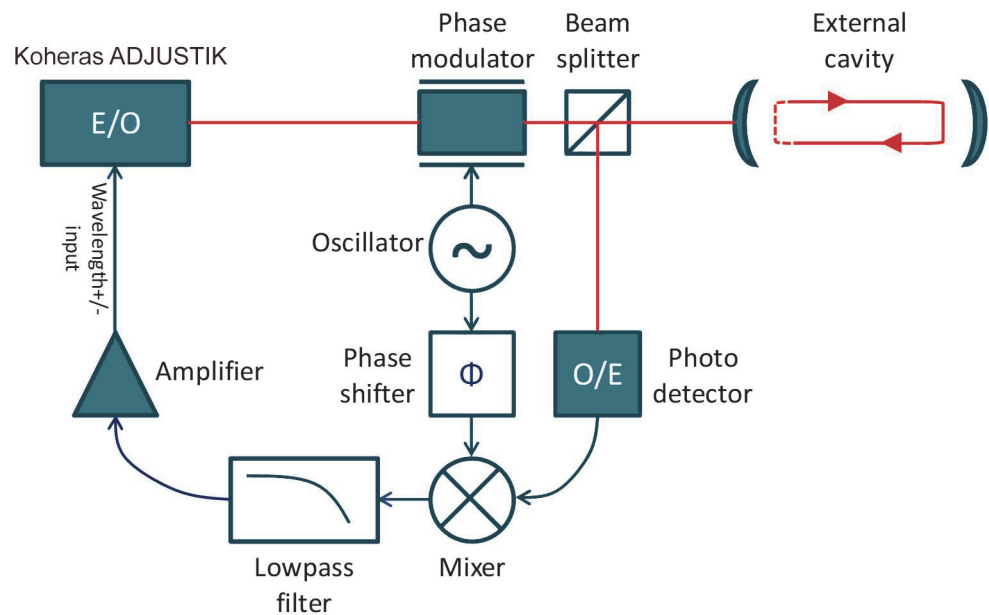 Koheras ADJUSTIK
Phase
modulator
Beam
splitter
External
cavity
E/O
Wavelength+/-
input
Oscillator
~
Amplifier
Phase
shifter
Φ
O/E
Photo
detector
Lowpass
filter
Mixer